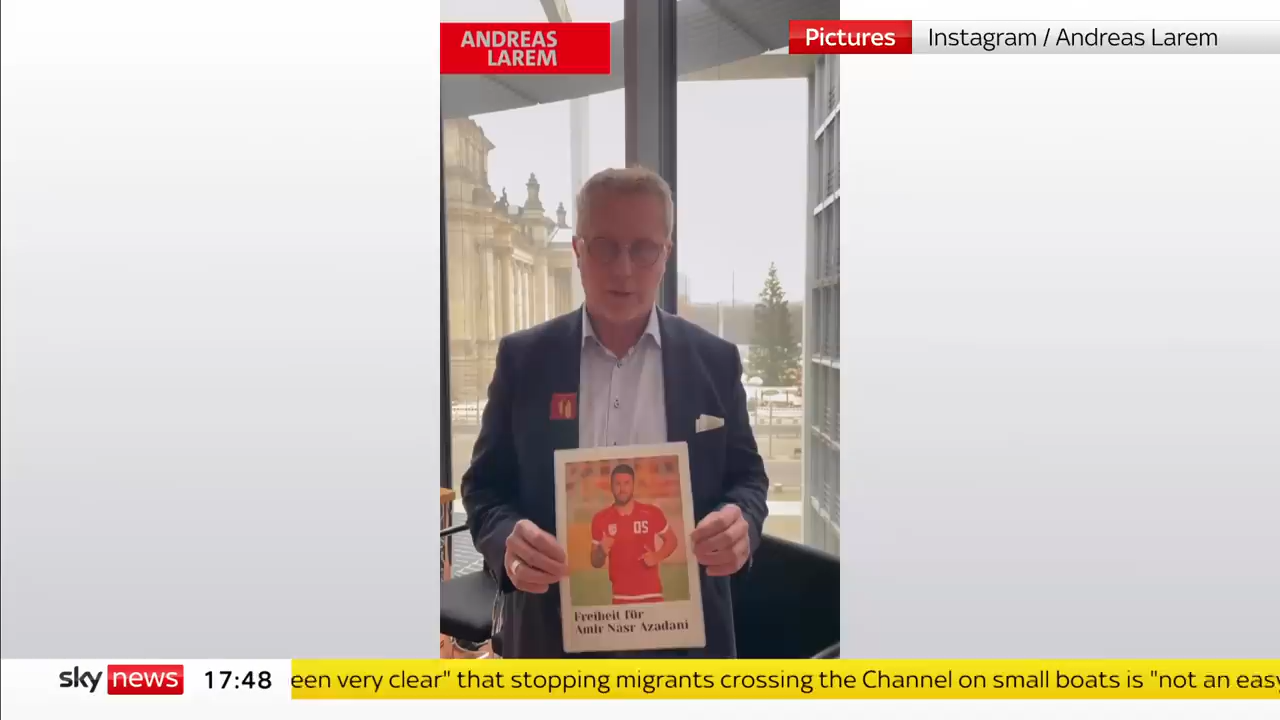 ANDREAS
LAREM
Pictures
Instagram / Andreas Larem
DS
Freiheit für
Amir Nasr Azadani
sky news
17:48
een very clear" that stopping migrants crossing the Channel on small boats is "not an easy